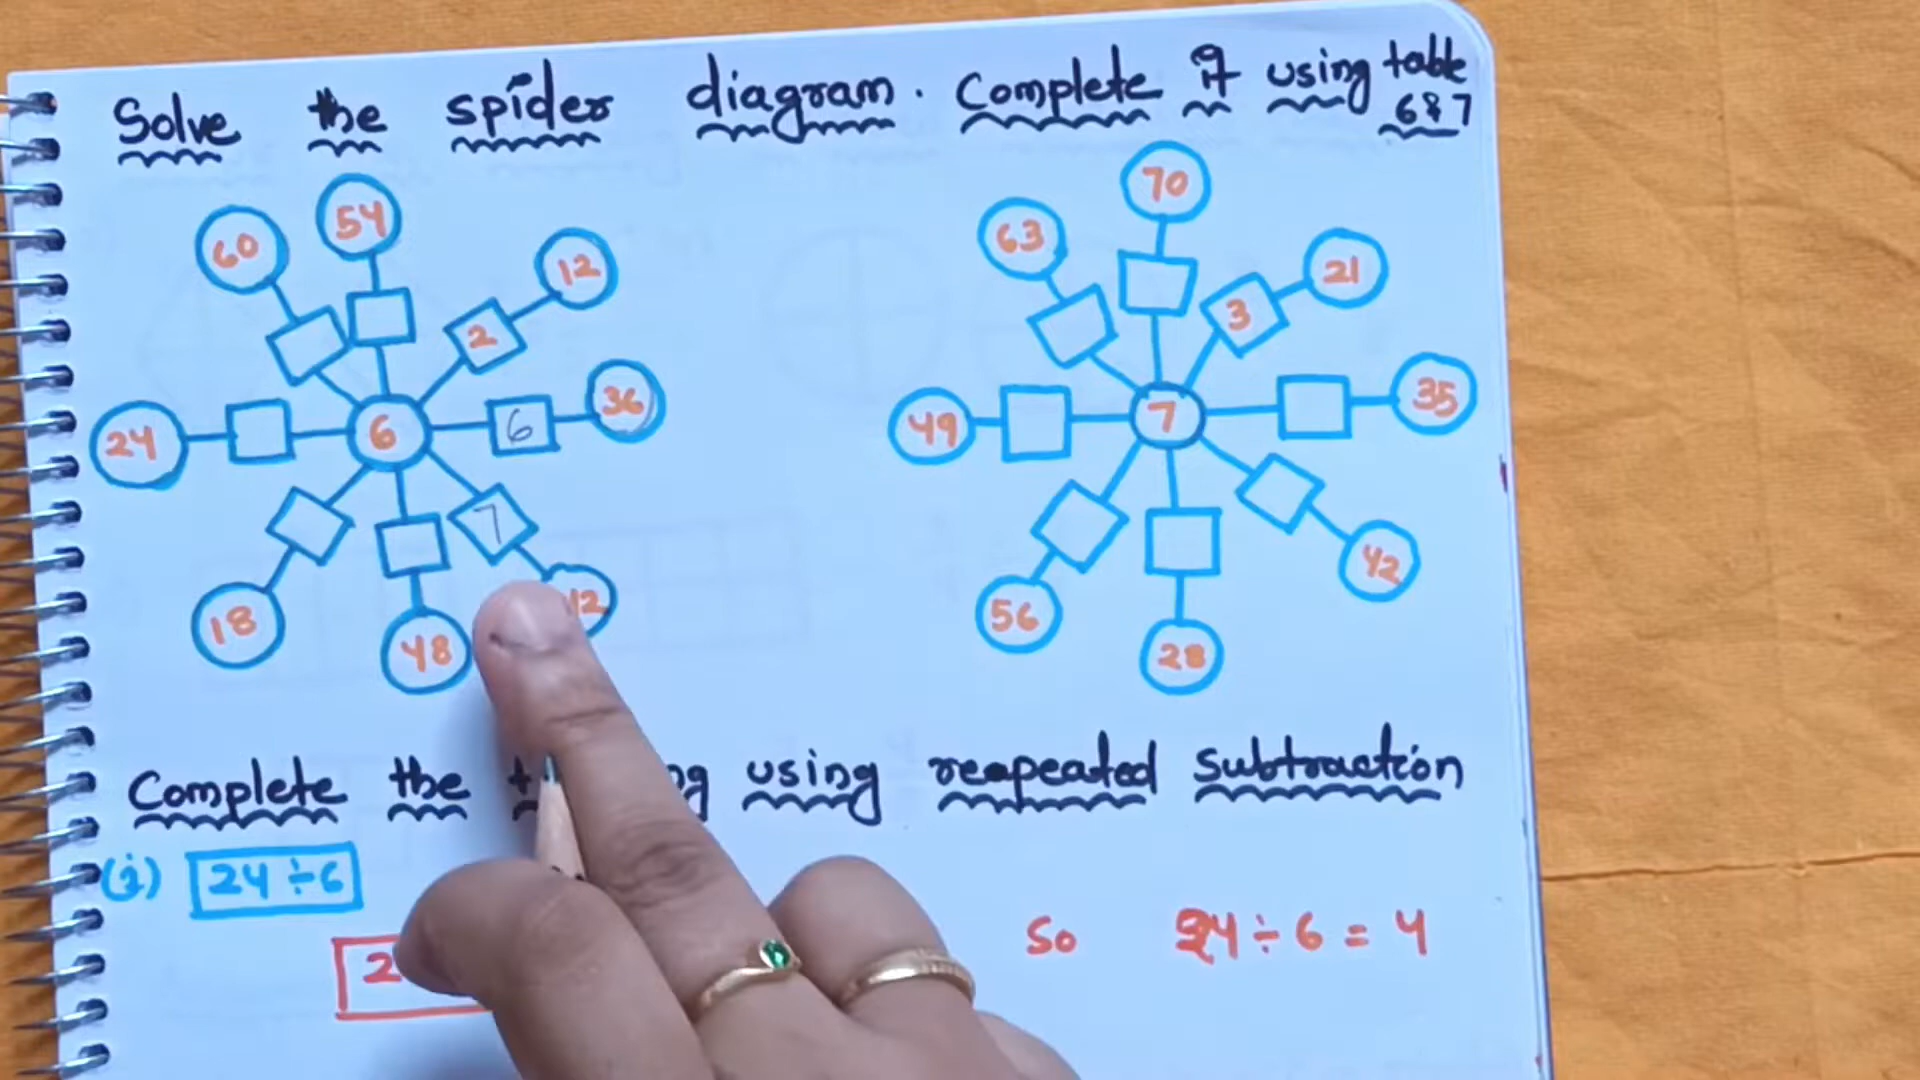 Solve the spider diagram. Complete it using table
6 & 7
60 54 12
2
24 6 6 36
7
18 48
70
63 21
3
49 7 35
42
56 28
Complete the using reapeated subtraction
(i) 24 ÷ 6
So 24 ÷ 6 = 4